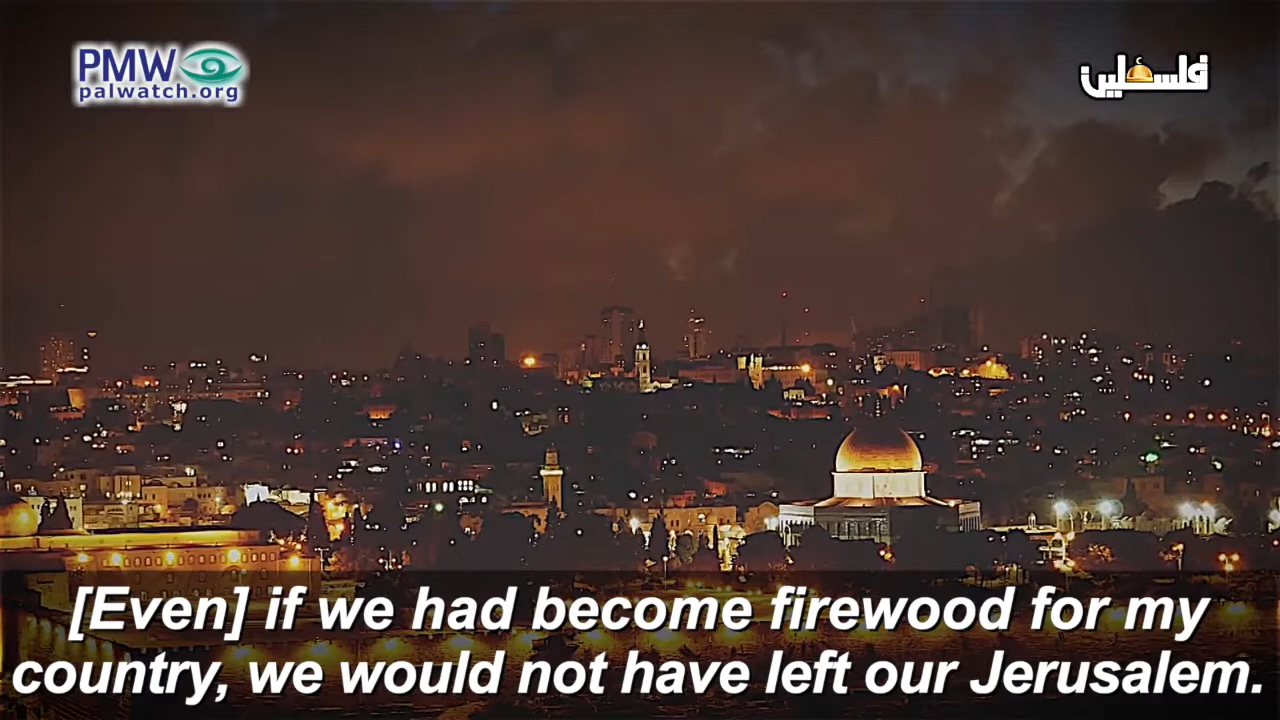 PMW
palwatch.org
فلسطين
[Even] if we had become firewood for my
country, we would not have left our Jerusalem.